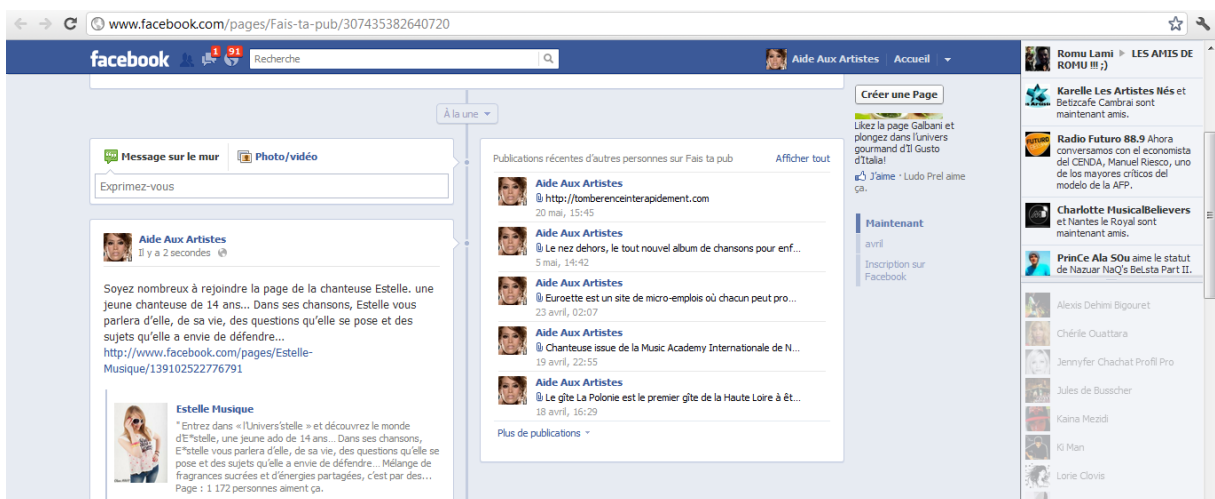 www.facebook.com/pages/Fais-ta-pub/307435382640720
facebook
1
91
Recherche
Aide Aux Artistes
Accueil
À la une
Message sur le mur
Photo/vidéo
Exprimez-vous
Aide Aux Artistes
Il y a 2 secondes
Soyez nombreux à rejoindre la page de la chanteuse Estelle. une
jeune chanteuse de 14 ans... Dans ses chansons, Estelle vous
parlera d'elle, de sa vie, des questions qu'elle se pose et des
sujets qu'elle a envie de défendre...
http://www.facebook.com/pages/Estelle-
Musique/139102522776791
Estelle Musique
" Entrez dans « l'Univers'stelle » et découvrez le monde
d'E*stelle, une jeune ado de 14 ans... Dans ses chansons,
E*stelle vous parlera d'elle, de sa vie, des questions qu'elle se
pose et des sujets qu'elle a envie de défendre... Mélange de
fragrances sucrées et d'énergies partagées, c'est par des...
Page : 1 172 personnes aiment ça.
Publications récentes d'autres personnes sur Fais ta pub
Afficher tout
Aide Aux Artistes
http://tomberenceinterapidement.com
20 mai, 15:45
Aide Aux Artistes
Le nez dehors, le tout nouvel album de chansons pour enf...
5 mai, 14:42
Aide Aux Artistes
Euroette est un site de micro-emplois où chacun peut pro...
23 avril, 02:07
Aide Aux Artistes
Chanteuse issue de la Music Academy Internationale de N...
19 avril, 22:55
Aide Aux Artistes
Le gîte La Polonie est le premier gîte de la Haute Loire à êt...
18 avril, 16:29
Plus de publications
Créer une Page
Likez la page Galbani et
plongez dans l'univers
gourmand d'Il Gusto
d'Italia!
J'aime · Ludo Prel aime
ça.
Maintenant
avril
Inscription sur
Facebook
Romu Lami ▶ LES AMIS DE
ROMU !!! ;)
Karelle Les Artistes Nés et
Betizcafe Cambrai sont
maintenant amis.
FUTURO
Radio Futuro 88.9 Ahora
conversamos con el economista
del CENDA, Manuel Riesco, uno
de los mayores críticos del
modelo de la AFP.
Charlotte MusicalBelievers
et Nantes le Royal sont
maintenant amis.
PrinCe Ala SOu aime le statut
de Nazuar NaQ's BeLsta Part II.
Alexis Dehimi Bigouret
Chérile Ouattara
Jennyfer Chachat Profil Pro
Jules de Busscher
Kaina Mezidi
Ki Man
Lorie Clovis